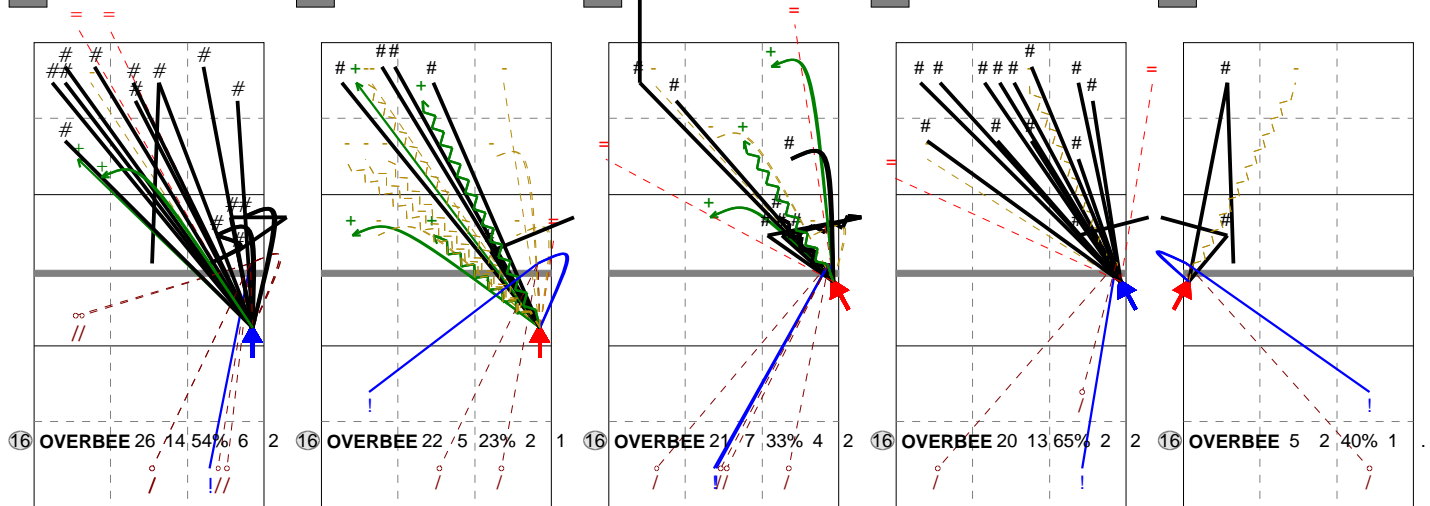 16 OVERBEE 26 14 54% 6 2
16 OVERBEE 22 5 23% 2 1
16 OVERBEE 21 7 33% 4 2
16 OVERBEE 20 13 65% 2 2
16 OVERBEE 5 2 40% 1 .